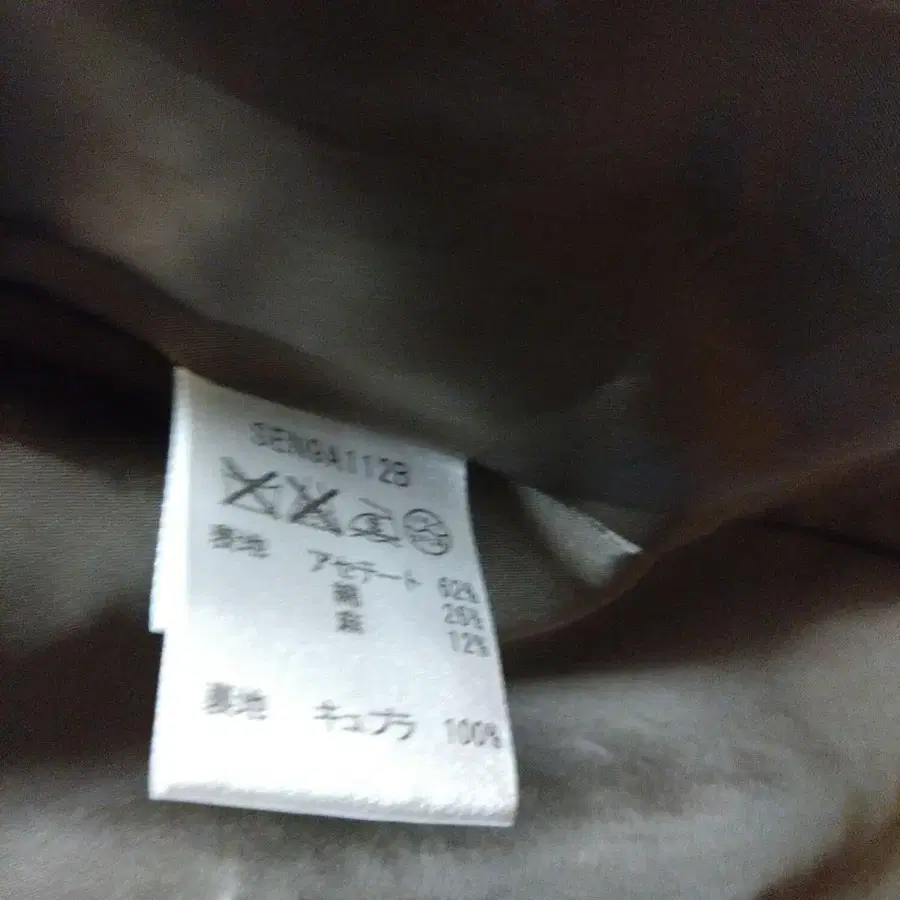 SENGA112B
表地 アセテート 62%
綿 26%
麻 12%
裏地 キュプラ 100%